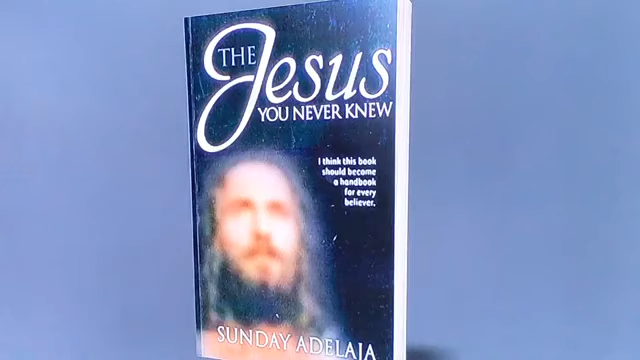 THE Jesus
YOU NEVER KNEW
I think this book
should become
a handbook
for every
believer.
SUNDAY ADELAJA